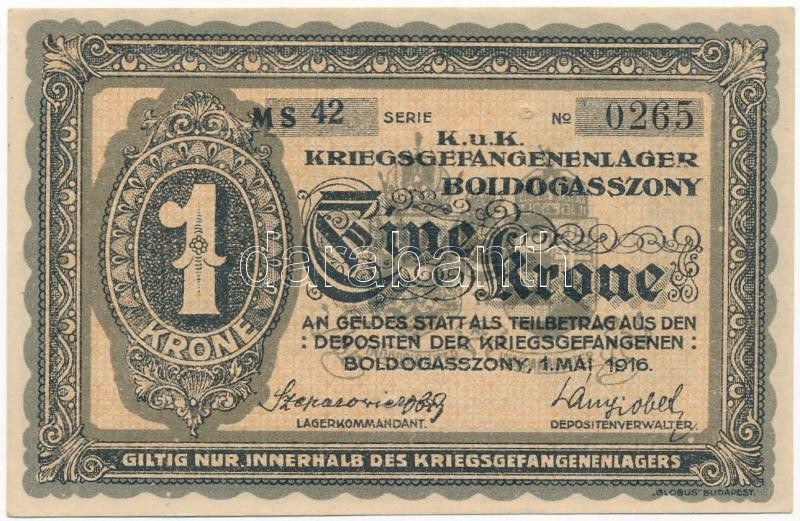 MS 42 SERIE № 0265
K.u.K.
KRIEGSGEFANGENENLAGER
BOLDOGASSZONY
Eine Krone
1
KRONE
AN GELDES STATT ALS TEILBETRAG AUS DEN
: DEPOSITEN DER KRIEGSGEFANGENEN :
BOLDOGASSZONY, 1. MAI 1916.
LAGERKOMMANDANT. DEPOSITENVERWALTER.
GILTIG NUR INNERHALB DES KRIEGSGEFANGENENLAGERS
„GLOBUS" BUDAPEST.
darabanth